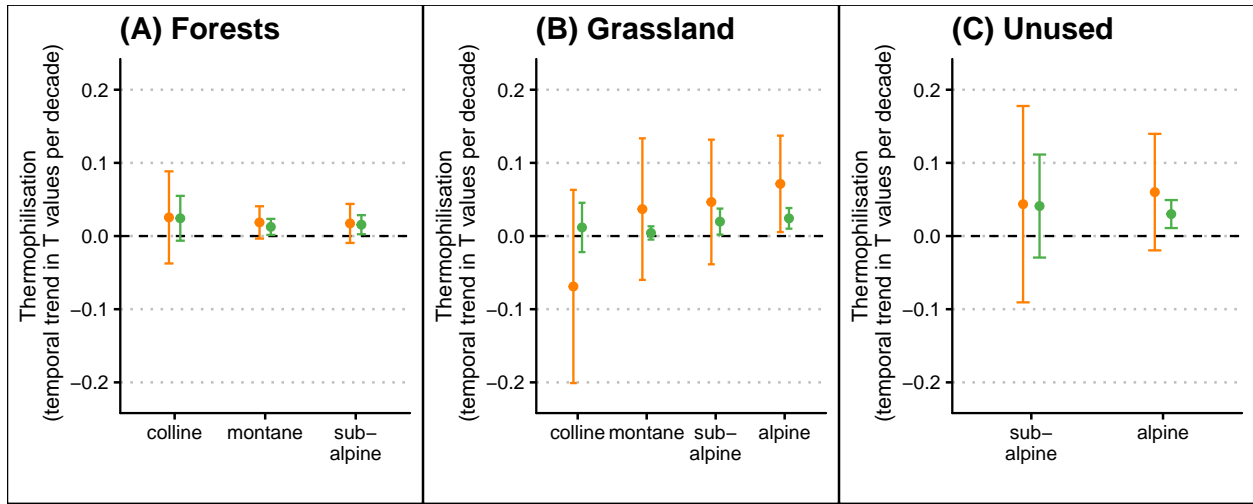 (A) Forests
Thermophilisation
(temporal trend in T values per decade)
0.2
0.1
0.0
−0.1
−0.2
colline
montane
sub−
alpine
(B) Grassland
Thermophilisation
(temporal trend in T values per decade)
0.2
0.1
0.0
−0.1
−0.2
colline
montane
sub−
alpine
alpine
(C) Unused
Thermophilisation
(temporal trend in T values per decade)
0.2
0.1
0.0
−0.1
−0.2
sub−
alpine
alpine